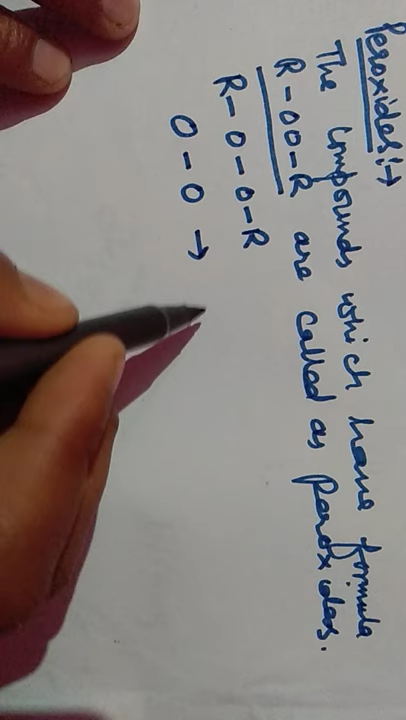 Peroxides:→
The compounds which have formula
R-OO-R are called as peroxides.
R-O-O-R
O-O →